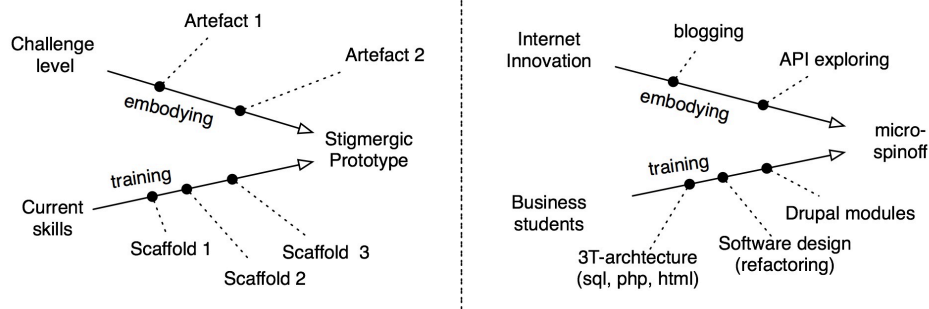 Artefact 1
Challenge
level
Artefact 2
embodying
Stigmergic
Prototype
training
Current
skills
Scaffold 1
Scaffold 3
Scaffold 2
blogging
Internet
Innovation
API exploring
embodying
micro-
spinoff
training
Business
students
Drupal modules
Software design
(refactoring)
3T-archtecture
(sql, php, html)